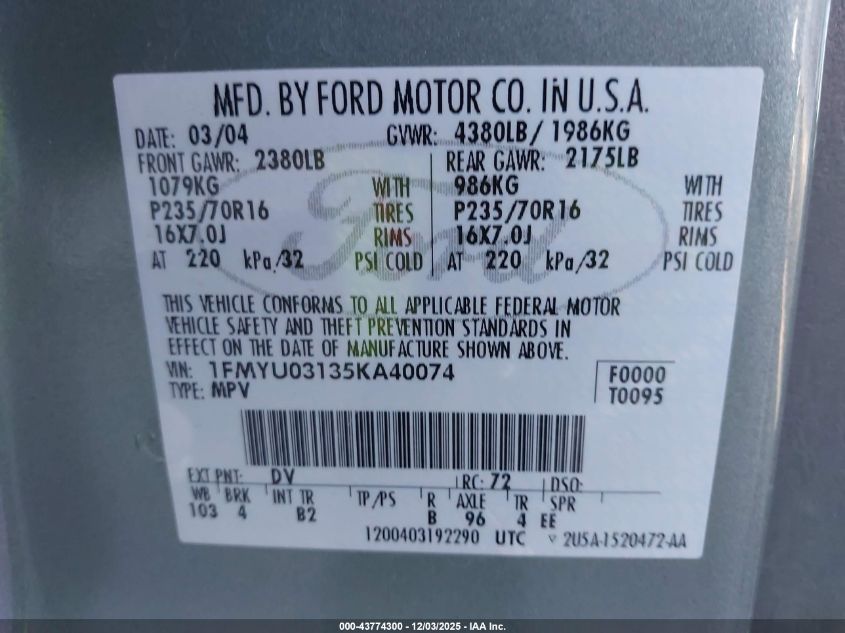 MFD. BY FORD MOTOR CO. IN U.S.A.
DATE: 03/04 GVWR: 4380LB/ 1986KG
FRONT GAWR: 2380LB REAR GAWR: 2175LB
1079KG WITH 986KG WITH
P235/70R16 TIRES P235/70R16 TIRES
16X7.0J RIMS 16X7.0J RIMS
AT 220 kPa/32 PSI COLD AT 220 kPa/32 PSI COLD
Ford
THIS VEHICLE CONFORMS TO ALL APPLICABLE FEDERAL MOTOR
VEHICLE SAFETY AND THEFT PREVENTION STANDARDS IN
EFFECT ON THE DATE OF MANUFACTURE SHOWN ABOVE.
VIN: 1FMYU03135KA40074 F0000
TYPE: MPV T0095
EXT PNT: DV RC: 72 DSO:
WB BRK INT TR TP/PS R AXLE TR SPR
103 4 B2 B 96 4 EE
1200403192290 UTC ▽ 2U5A-1520472-AA
000-43774300 - 12/03/2025 - IAA Inc.